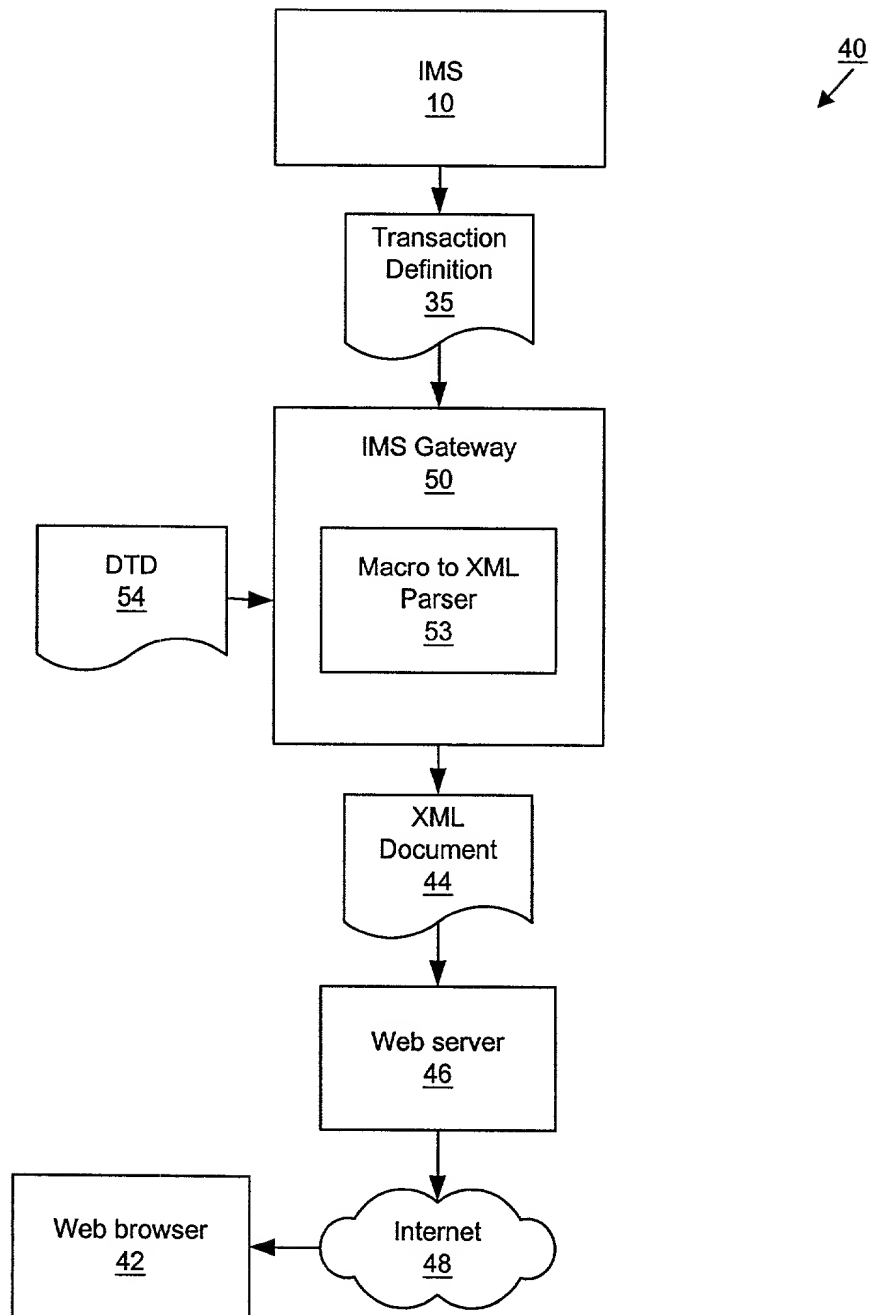 IMS
10
40
Transaction
Definition
35
IMS Gateway
50
DTD
54
Macro to XML
Parser
53
XML
Document
44
Web server
46
Web browser
42
Internet
48